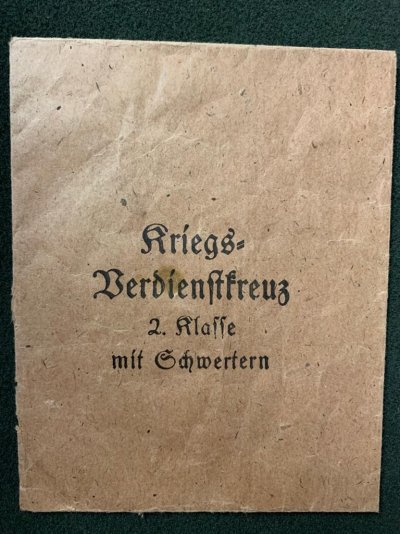 Kriegs-
Verdienstkreuz
2. Klasse
mit Schwertern